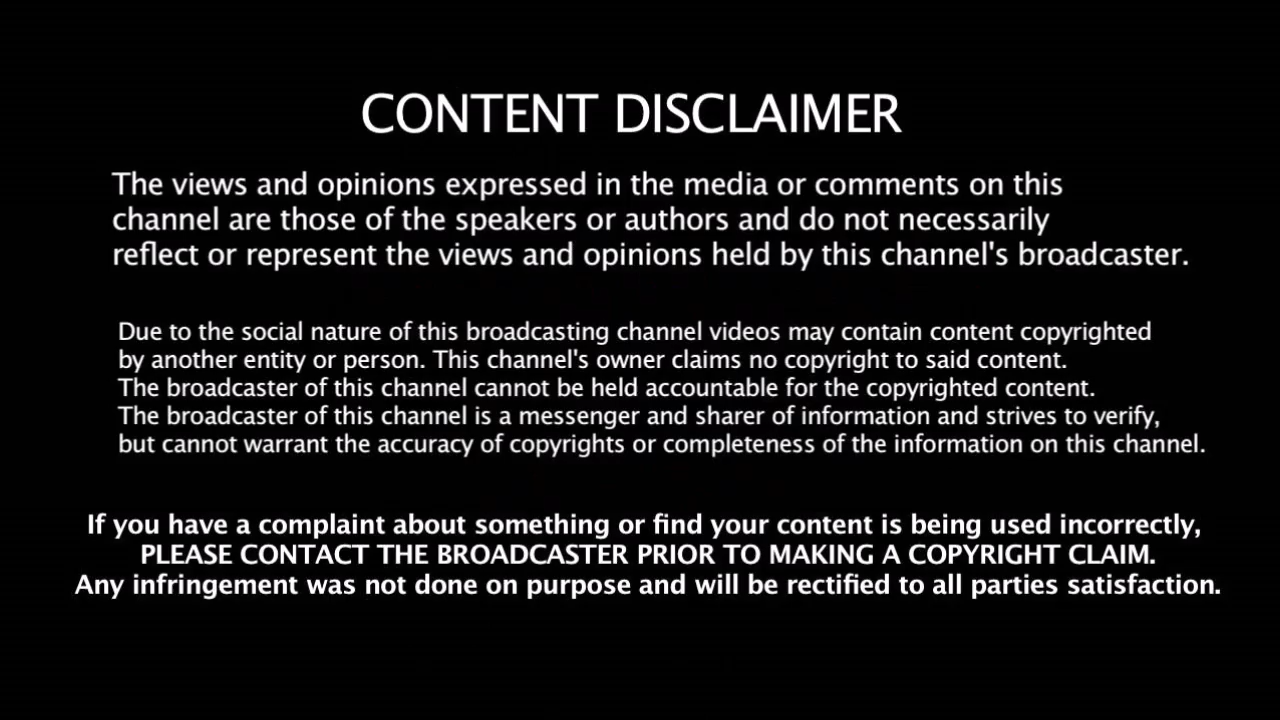 CONTENT DISCLAIMER
The views and opinions expressed in the media or comments on this
channel are those of the speakers or authors and do not necessarily
reflect or represent the views and opinions held by this channel's broadcaster.
Due to the social nature of this broadcasting channel videos may contain content copyrighted
by another entity or person. This channel's owner claims no copyright to said content.
The broadcaster of this channel cannot be held accountable for the copyrighted content.
The broadcaster of this channel is a messenger and sharer of information and strives to verify,
but cannot warrant the accuracy of copyrights or completeness of the information on this channel.
If you have a complaint about something or find your content is being used incorrectly,
PLEASE CONTACT THE BROADCASTER PRIOR TO MAKING A COPYRIGHT CLAIM.
Any infringement was not done on purpose and will be rectified to all parties satisfaction.